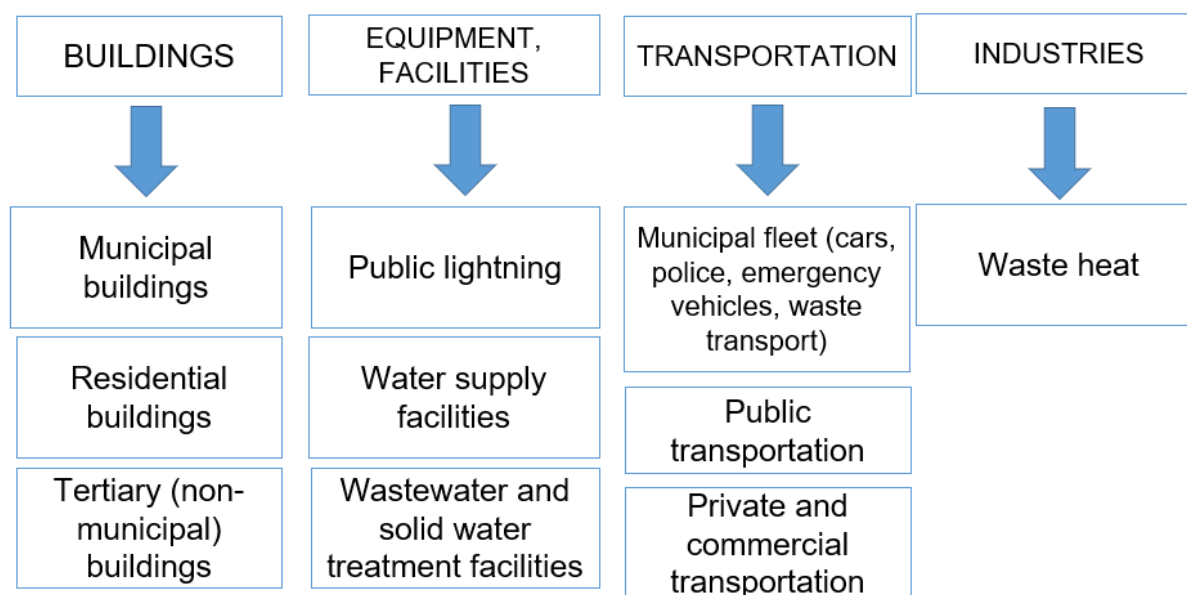 BUILDINGS
EQUIPMENT,
FACILITIES
TRANSPORTATION
INDUSTRIES
Municipal
buildings
Public lightning
Municipal fleet (cars,
police, emergency
vehicles, waste
transport)
Waste heat
Residential
buildings
Water supply
facilities
Public
transportation
Tertiary (non-
municipal)
buildings
Wastewater and
solid water
treatment facilities
Private and
commercial
transportation